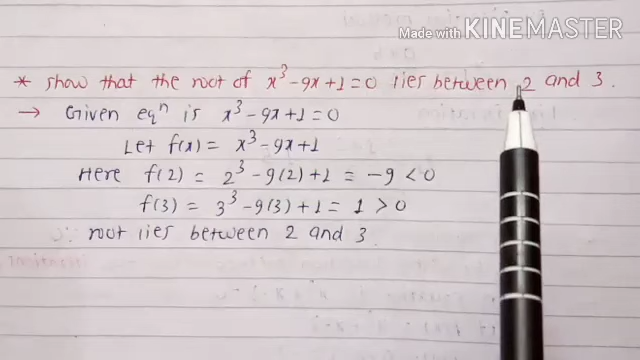 Made with KINEMASTER
* show that the root of x³-9x+1=0 lies between 2 and 3.
→ Given eqⁿ is x³-9x+1=0
Let f(x) = x³-9x+1
Here f(2) = 2³-9(2)+1 = -9 < 0
f(3) = 3³-9(3)+1 = 1 > 0
∵ root lies between 2 and 3.